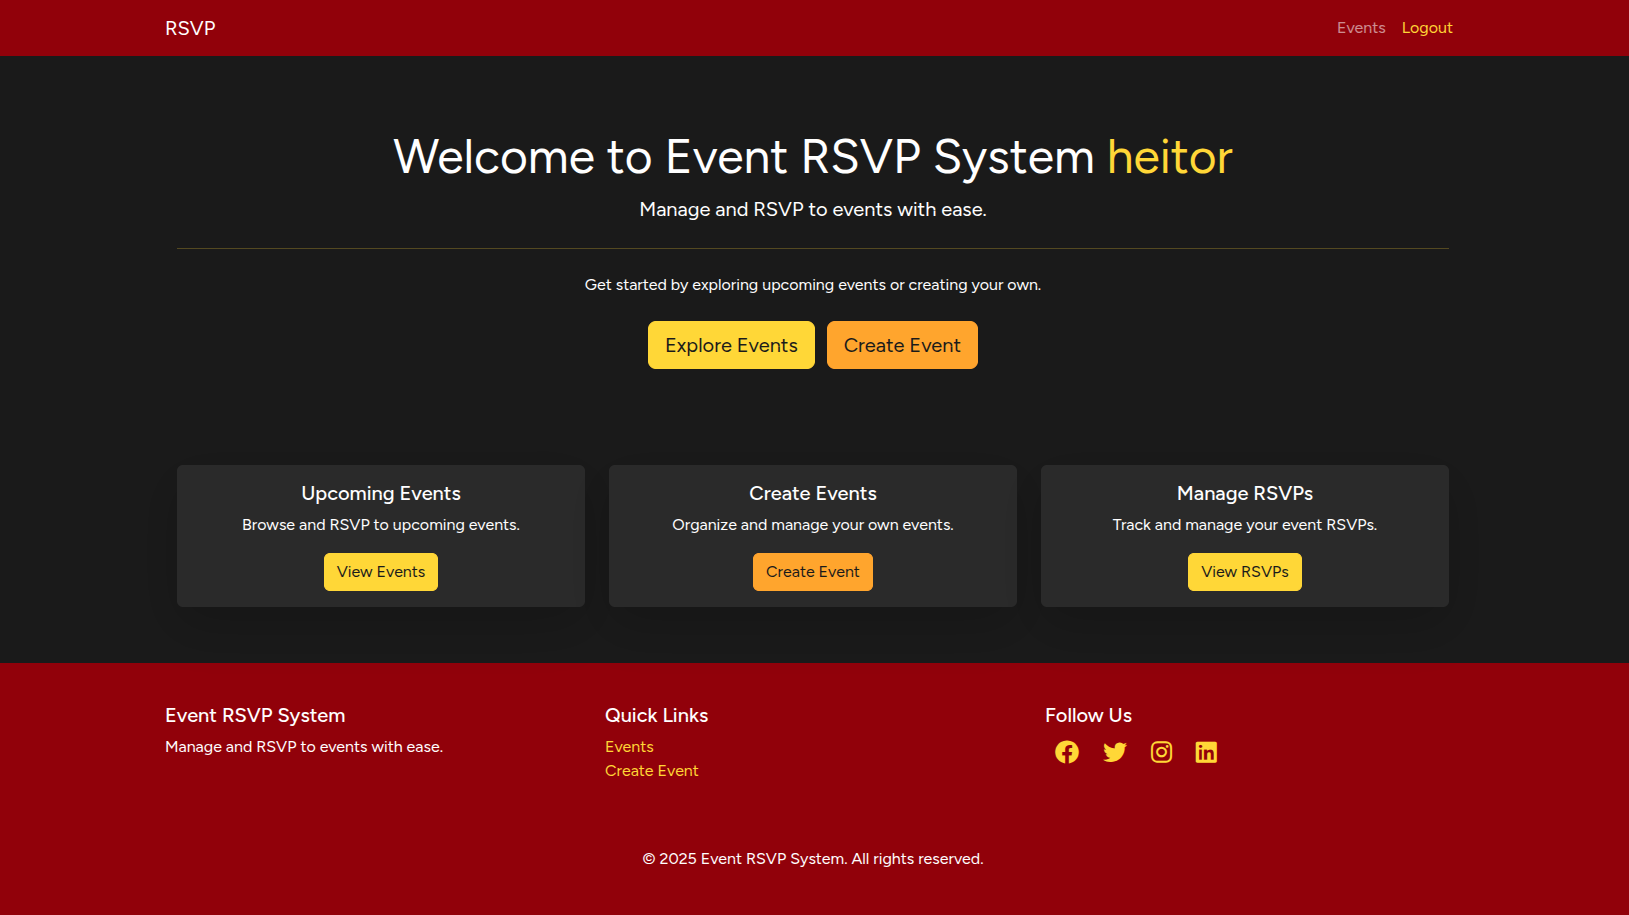 RSVP
Events
Logout
Welcome to Event RSVP System heitor
Manage and RSVP to events with ease.
Get started by exploring upcoming events or creating your own.
Explore Events
Create Event
Upcoming Events
Browse and RSVP to upcoming events.
View Events
Create Events
Organize and manage your own events.
Create Event
Manage RSVPs
Track and manage your event RSVPs.
View RSVPs
Event RSVP System
Manage and RSVP to events with ease.
Quick Links
Events
Create Event
Follow Us
© 2025 Event RSVP System. All rights reserved.